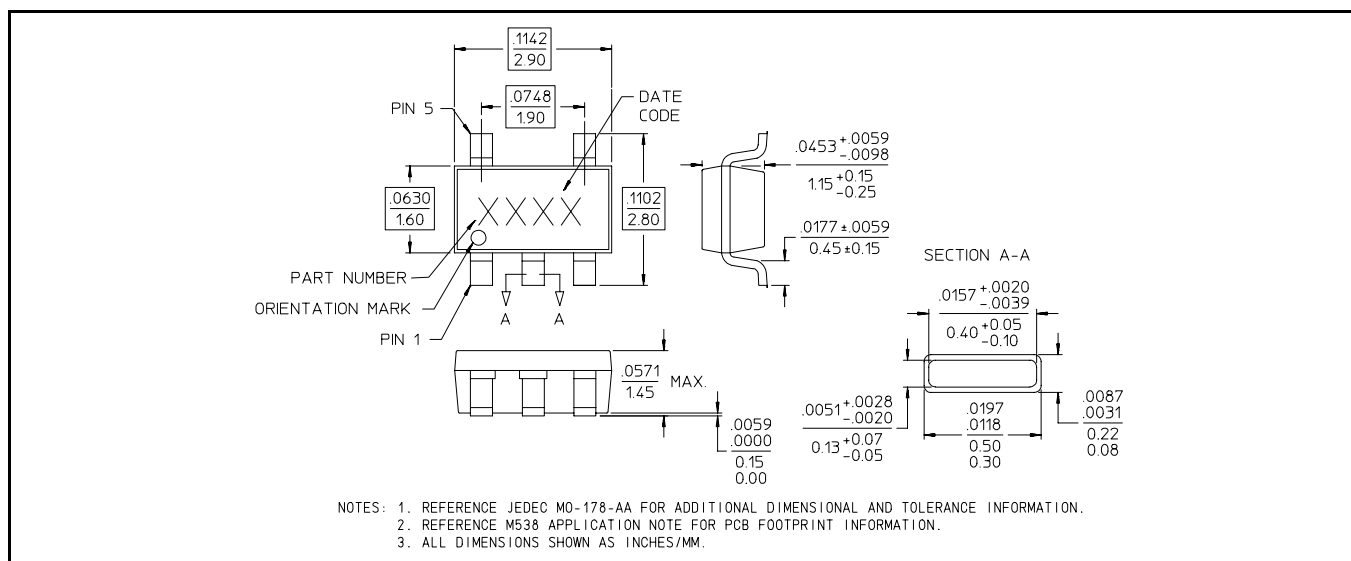 .1142
2.90
PIN 5
.0748
1.90
DATE
CODE
.0630
1.60
XXXX
.1102
2.80
PART NUMBER
ORIENTATION MARK
PIN 1
A
A
.0453 +.0059
-.0098
1.15 +0.15
-0.25
.0177 ±.0059
0.45 ±0.15
.0571
1.45
MAX.
.0059
.0000
0.15
0.00
SECTION A-A
.0157 +.0020
-.0039
0.40 +0.05
-0.10
.0051 +.0028
-.0020
0.13 +0.07
-0.05
.0197
.0118
0.50
0.30
.0087
.0031
0.22
0.08
NOTES: 1. REFERENCE JEDEC MO-178-AA FOR ADDITIONAL DIMENSIONAL AND TOLERANCE INFORMATION.
2. REFERENCE M538 APPLICATION NOTE FOR PCB FOOTPRINT INFORMATION.
3. ALL DIMENSIONS SHOWN AS INCHES/MM.